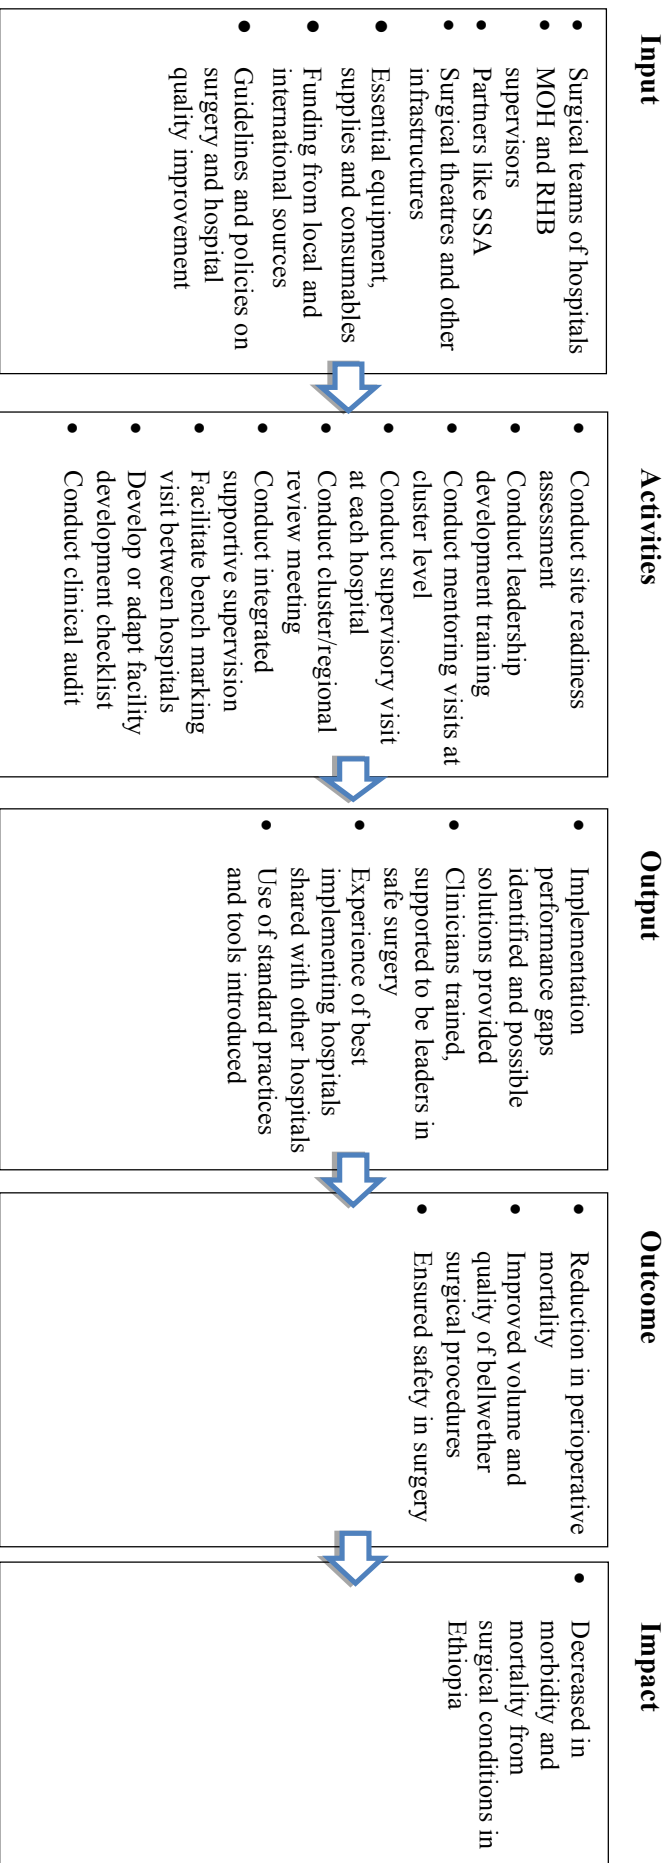 Input
Surgical teams of hospitals
MOH and RHB
supervisors
Partners like SSA
Surgical theatres and other
infrastructures
Essential equipment,
supplies and consumables
Funding from local and
international sources
Guidelines and policies on
surgery and hospital
quality improvement
Activities
Conduct site readiness
assessment
Conduct leadership
development training
Conduct mentoring visits at
cluster level
Conduct supervisory visit
at each hospital
Conduct cluster/regional
review meeting
Conduct integrated
supportive supervision
Facilitate bench marking
visit between hospitals
Develop or adapt facility
development checklist
Conduct clinical audit
Output
Implementation
performance gaps
identified and possible
solutions provided
Clinicians trained,
supported to be leaders in
safe surgery
Experience of best
implementing hospitals
shared with other hospitals
Use of standard practices
and tools introduced
Outcome
Reduction in perioperative
mortality
Improved volume and
quality of bellwether
surgical procedures
Ensured safety in surgery
Impact
Decreased in
morbidity and
mortality from
surgical conditions in
Ethiopia